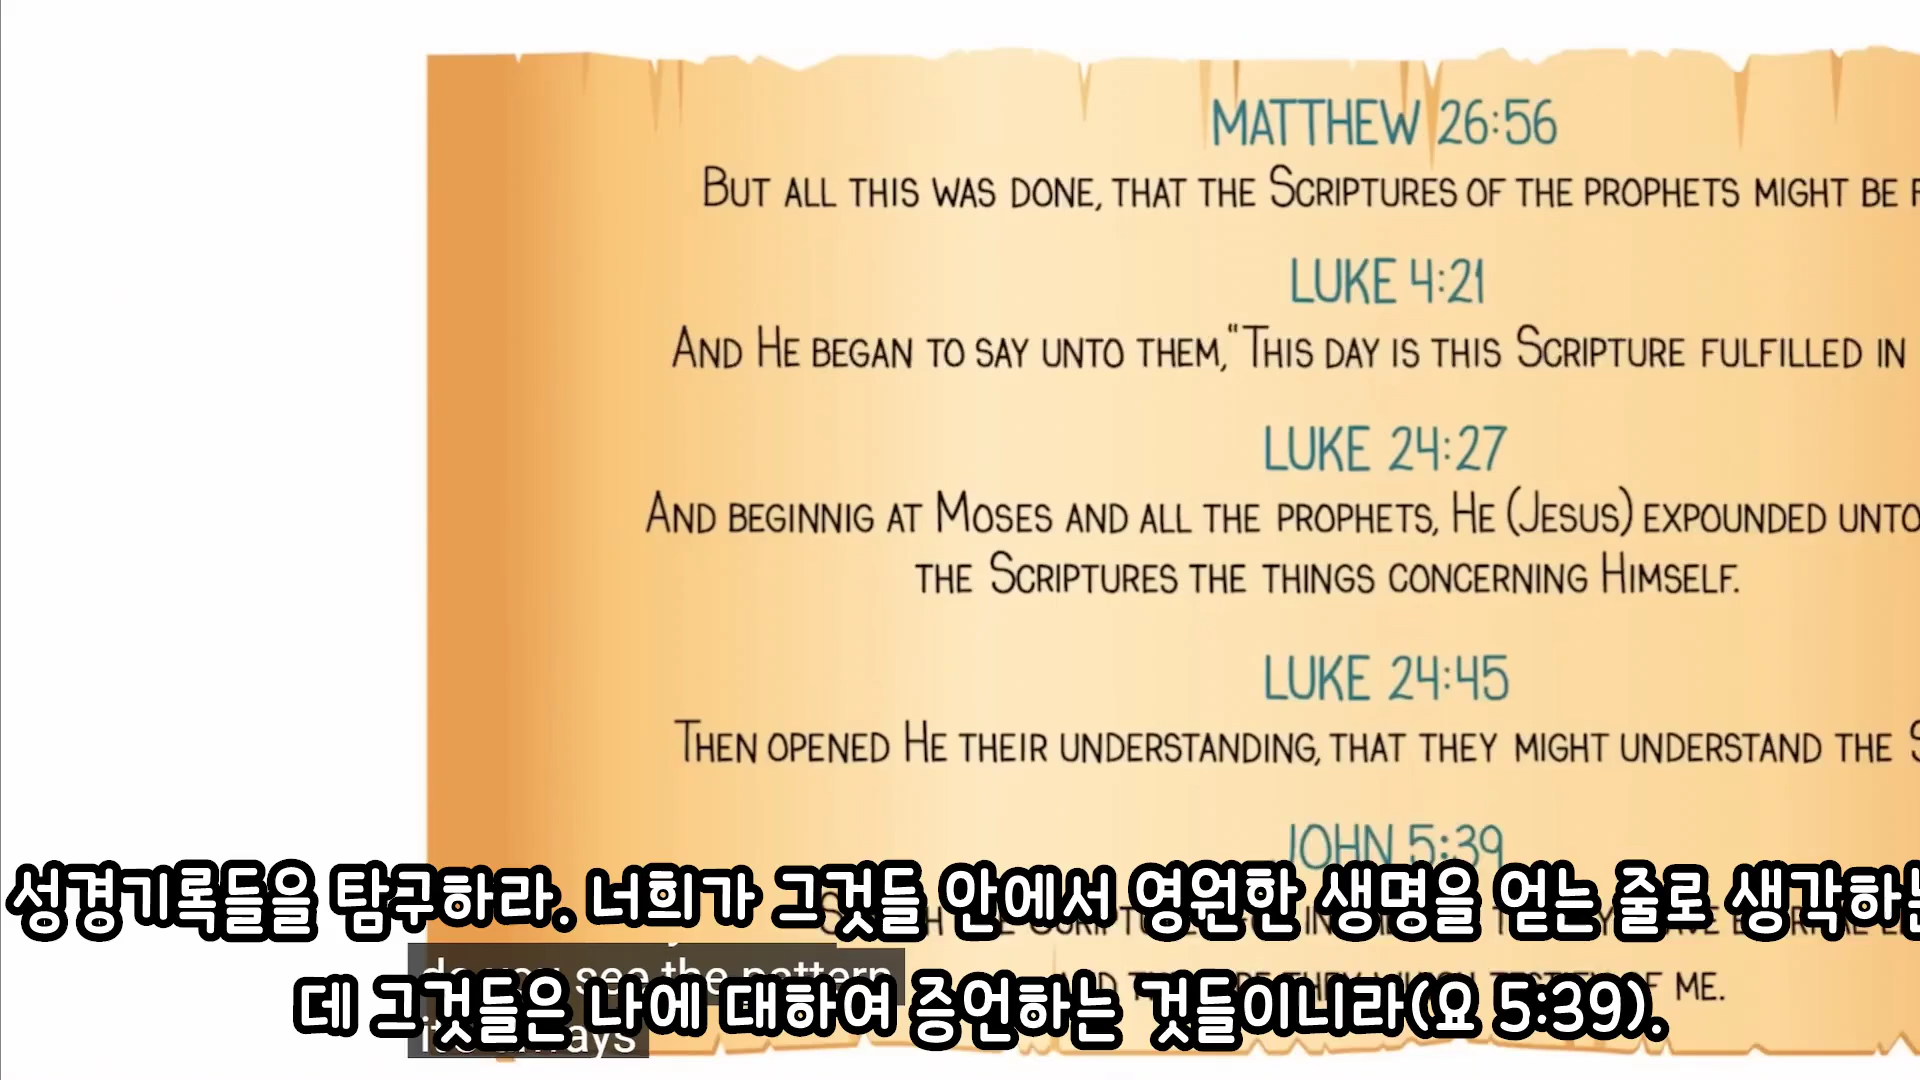 MATTHEW 26:56
BUT ALL THIS WAS DONE, THAT THE SCRIPTURES OF THE PROPHETS MIGHT BE
LUKE 4:21
AND HE BEGAN TO SAY UNTO THEM, "THIS DAY IS THIS SCRIPTURE FULFILLED IN
LUKE 24:27
AND BEGINNIG AT MOSES AND ALL THE PROPHETS, HE (JESUS) EXPOUNDED UNTO
THE SCRIPTURES THE THINGS CONCERNING HIMSELF.
LUKE 24:45
THEN OPENED HE THEIR UNDERSTANDING, THAT THEY MIGHT UNDERSTAND THE
JOHN 5:39
성경기록들을 탐구하라. 너희가 그것들 안에서 영원한 생명을 얻는 줄로 생각하는
데 그것들은 나에 대하여 증언하는 것들이니라(요 5:39).
do you see the pattern
ME.